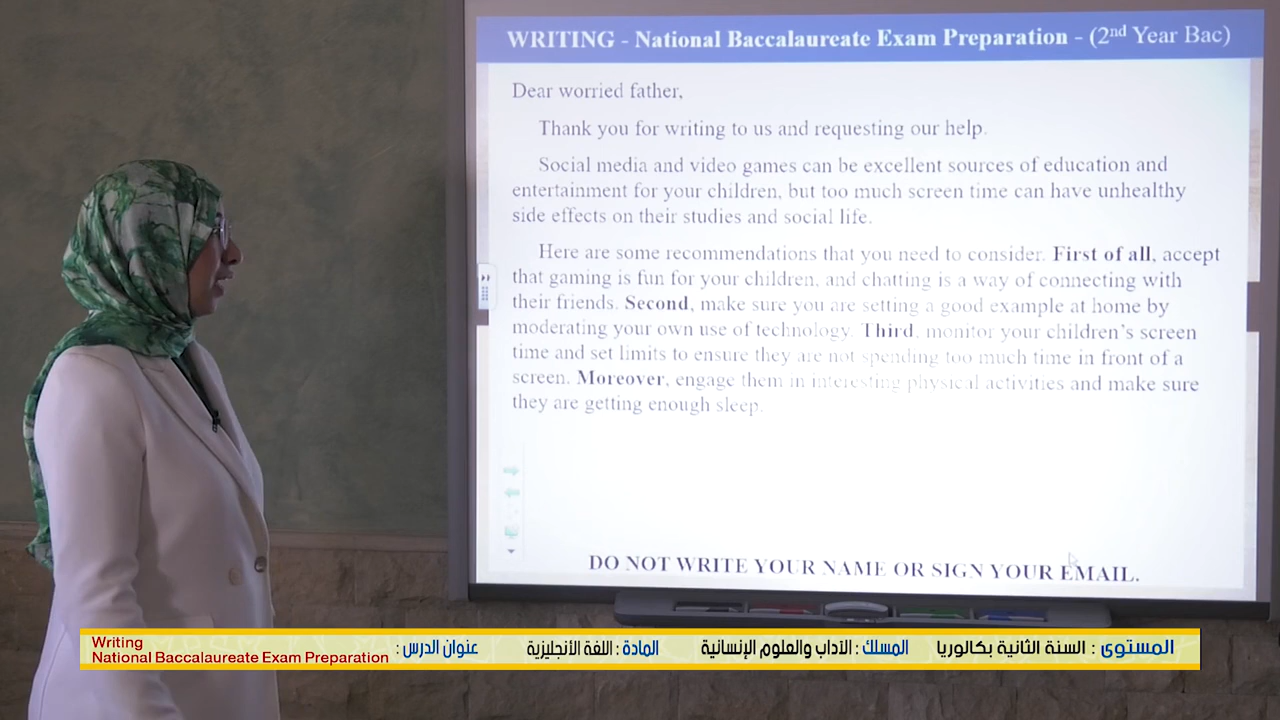 WRITING - National Baccalaureate Exam Preparation - (2nd Year Bac)
Dear worried father,
Thank you for writing to us and requesting our help.
Social media and video games can be excellent sources of education and
entertainment for your children, but too much screen time can have unhealthy
side effects on their studies and social life.
Here are some recommendations that you need to consider. First of all, accept
that gaming is fun for your children, and chatting is a way of connecting with
their friends. Second, make sure you are setting a good example at home by
moderating your own use of technology. Third, monitor your children's screen
time and set limits to ensure they are not spending too much time in front of a
screen. Moreover, engage them in interesting physical activities and make sure
they are getting enough sleep.
DO NOT WRITE YOUR NAME OR SIGN YOUR EMAIL.
المستوى : السنة الثانية بكالوريا المسلك : الآداب والعلوم الإنسانية المادة : اللغة الأنجليزية عنوان الدرس :
Writing
National Baccalaureate Exam Preparation